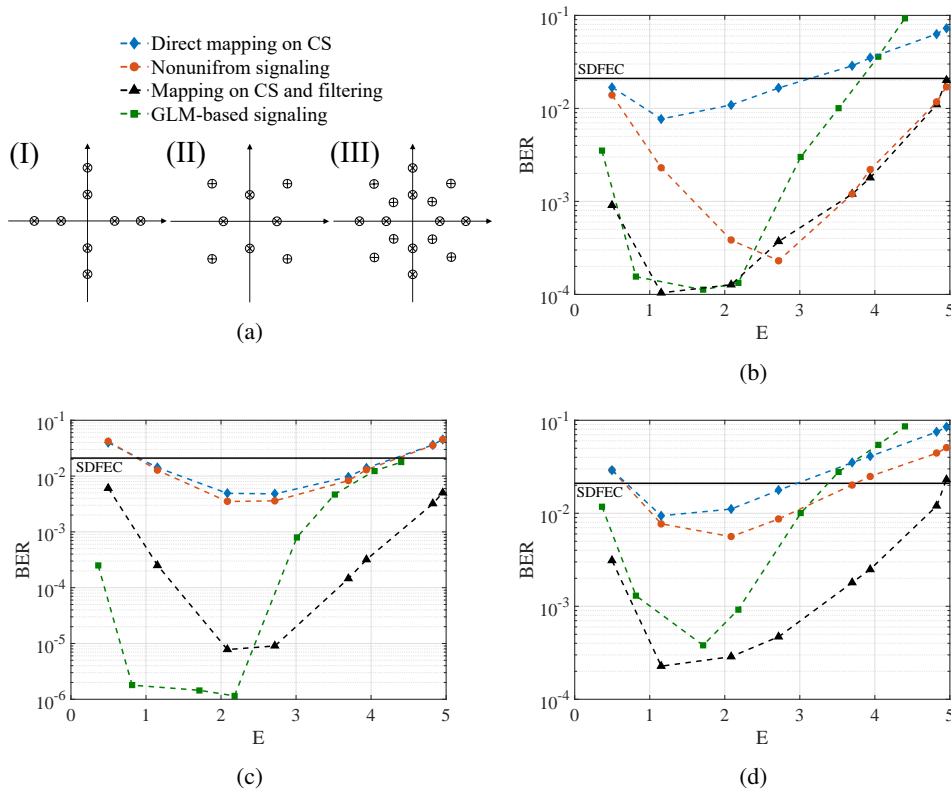 Direct mapping on CS
Nonunifrom signaling
Mapping on CS and filtering
GLM-based signaling
(I)
(II)
(III)
(a)
10^-1
10^-2
10^-3
10^-4
BER
SDFEC
0 1 2 3 4 5
E
(b)
10^-1
10^-2
10^-3
10^-4
10^-5
10^-6
BER
SDFEC
0 1 2 3 4 5
E
(c)
10^-1
10^-2
10^-3
10^-4
BER
SDFEC
0 1 2 3 4 5
E
(d)